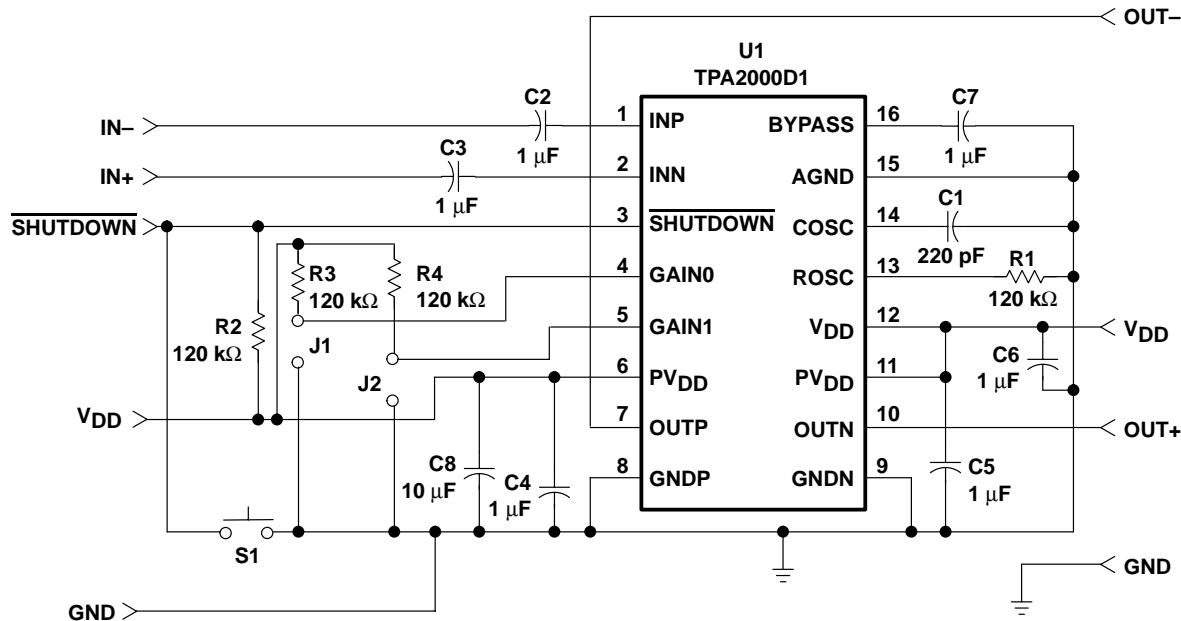 OUT–
U1
TPA2000D1
C2
IN–
1 µF
1
INP
BYPASS
16
C7
1 µF
C3
IN+
1 µF
2
INN
AGND
15
SHUTDOWN
3
SHUTDOWN
COSC
14
C1
220 pF
R3
120 kΩ
R4
120 kΩ
4
GAIN0
ROSC
13
R1
120 kΩ
R2
120 kΩ
J1
5
GAIN1
VDD
12
VDD
C6
1 µF
J2
6
PVDD
PVDD
11
VDD
7
OUTP
OUTN
10
OUT+
C8
10 µF
C4
1 µF
8
GNDP
GNDN
9
C5
1 µF
S1
GND
GND